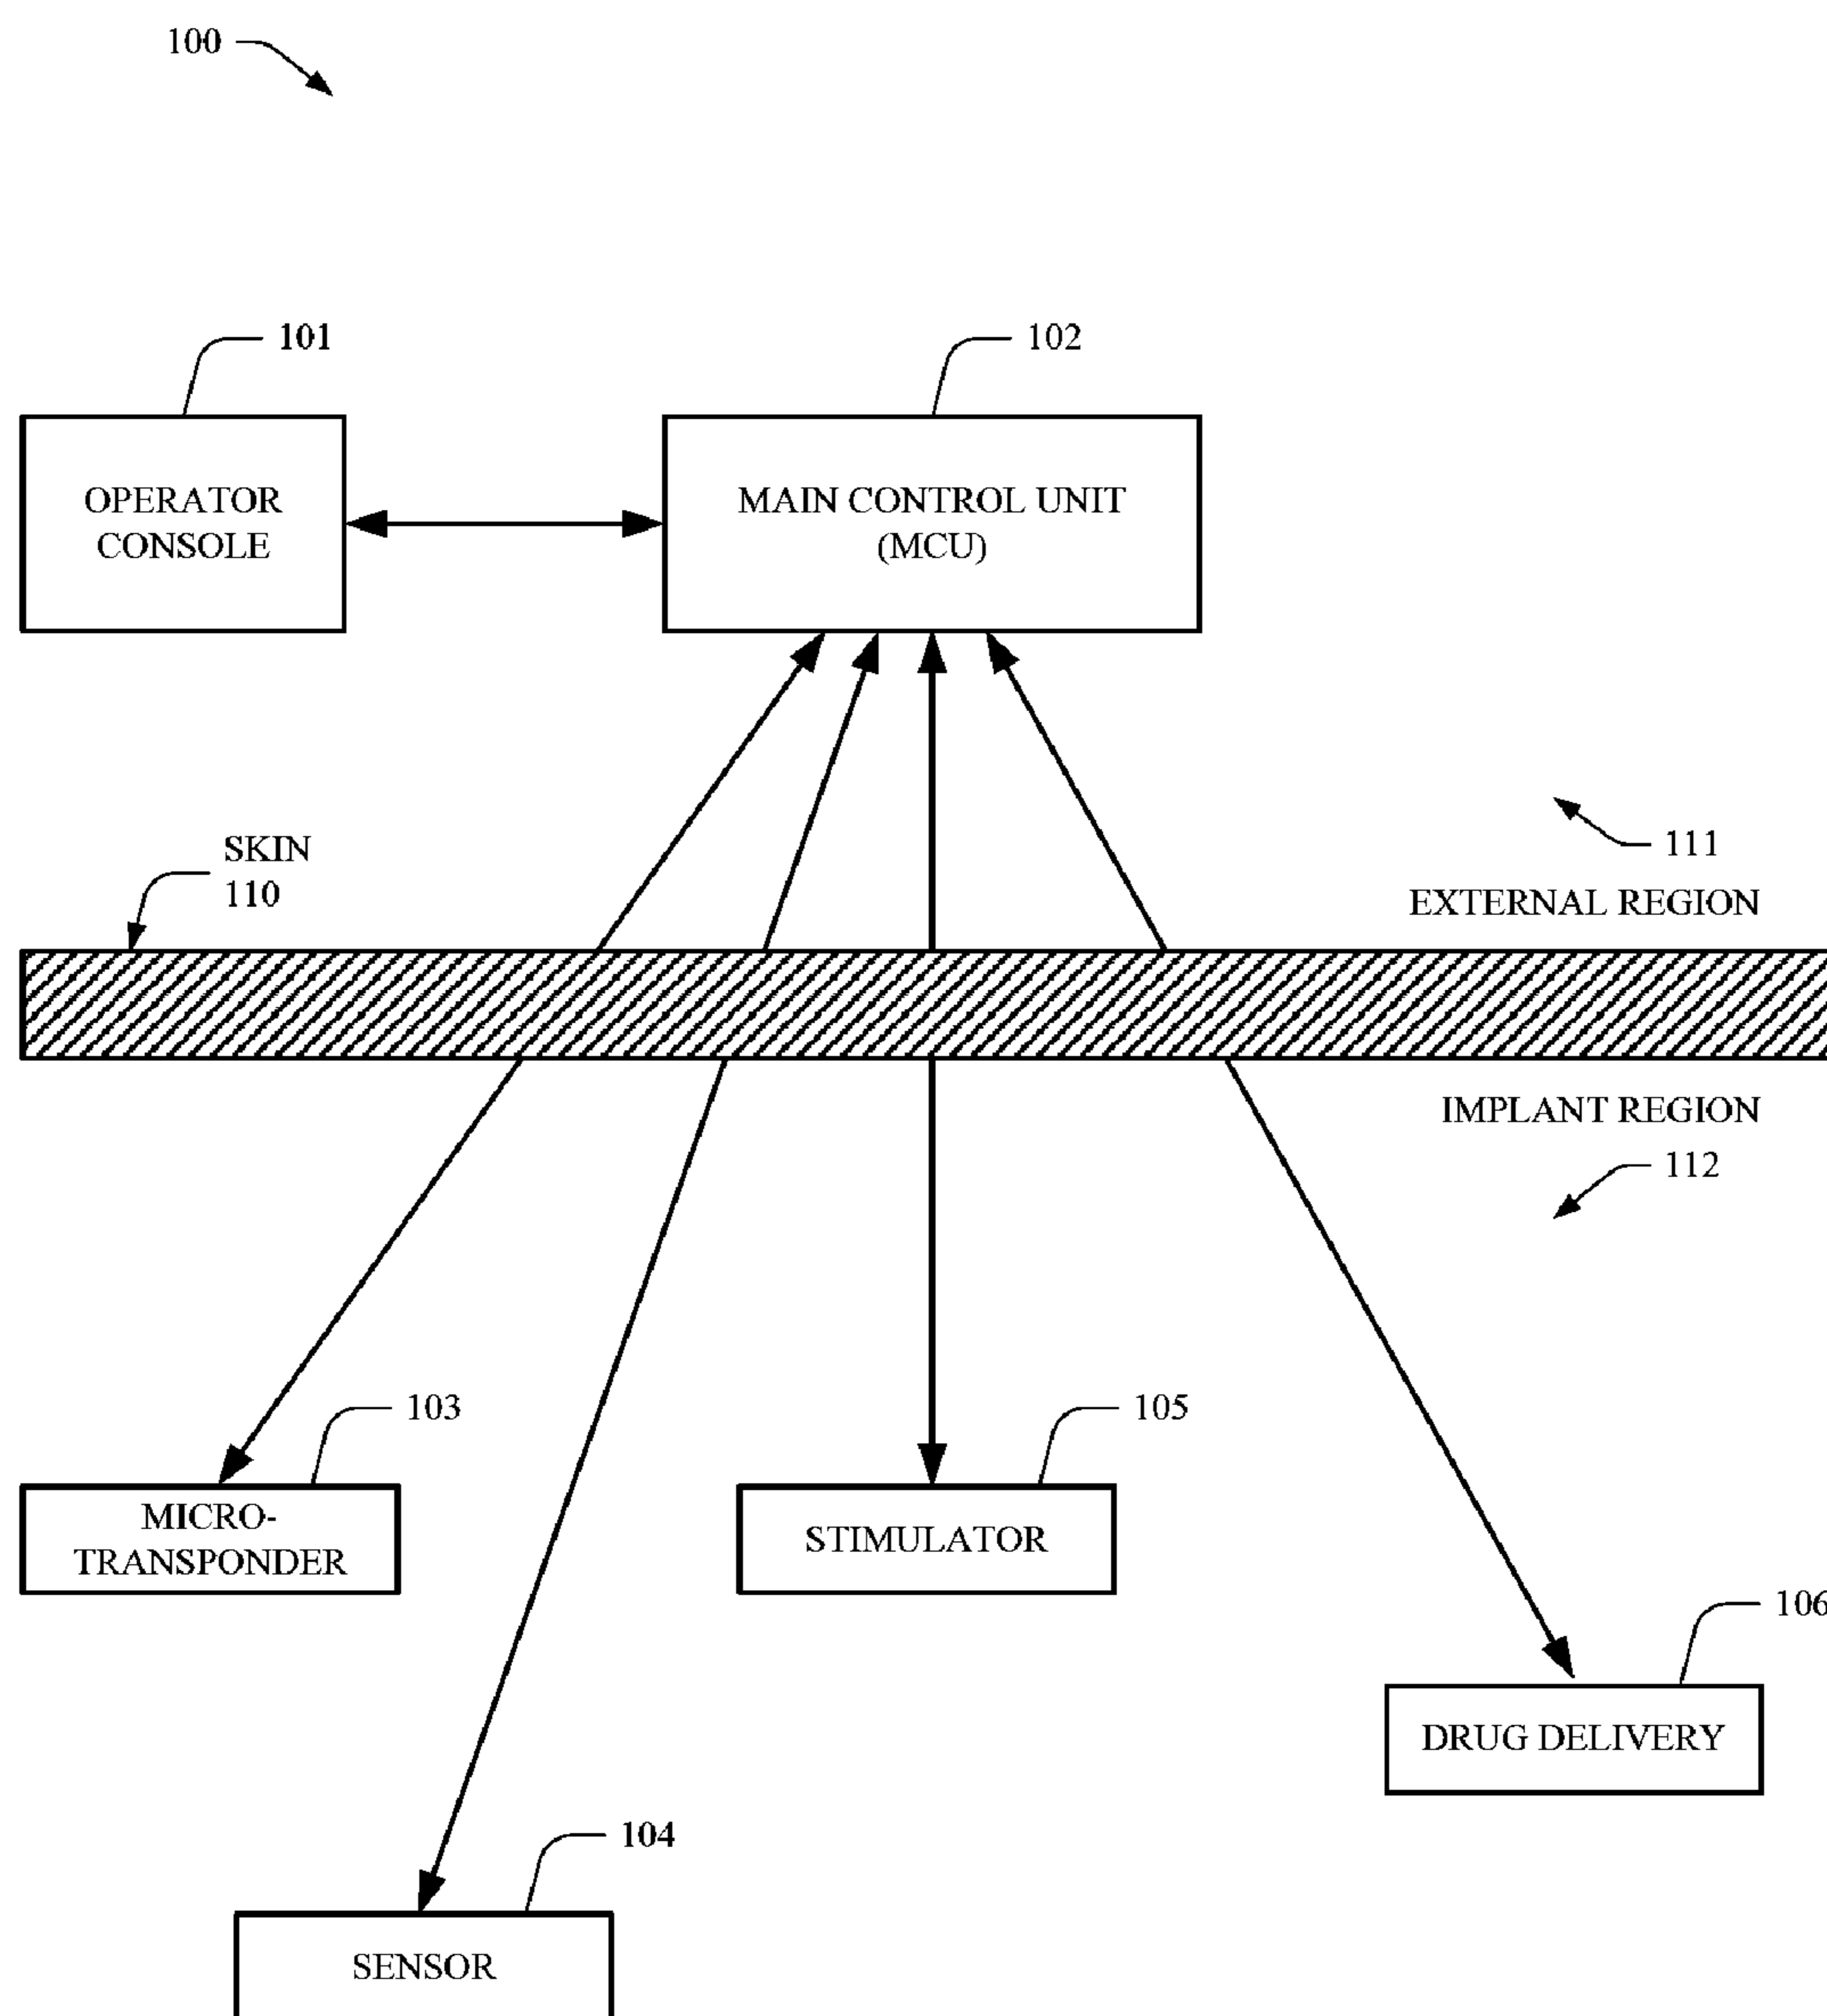 100
101
102
OPERATOR
CONSOLE
MAIN CONTROL UNIT
(MCU)
SKIN
110
111
EXTERNAL REGION
IMPLANT REGION
112
103
105
MICRO-
TRANSPONDER
STIMULATOR
106
DRUG DELIVERY
104
SENSOR